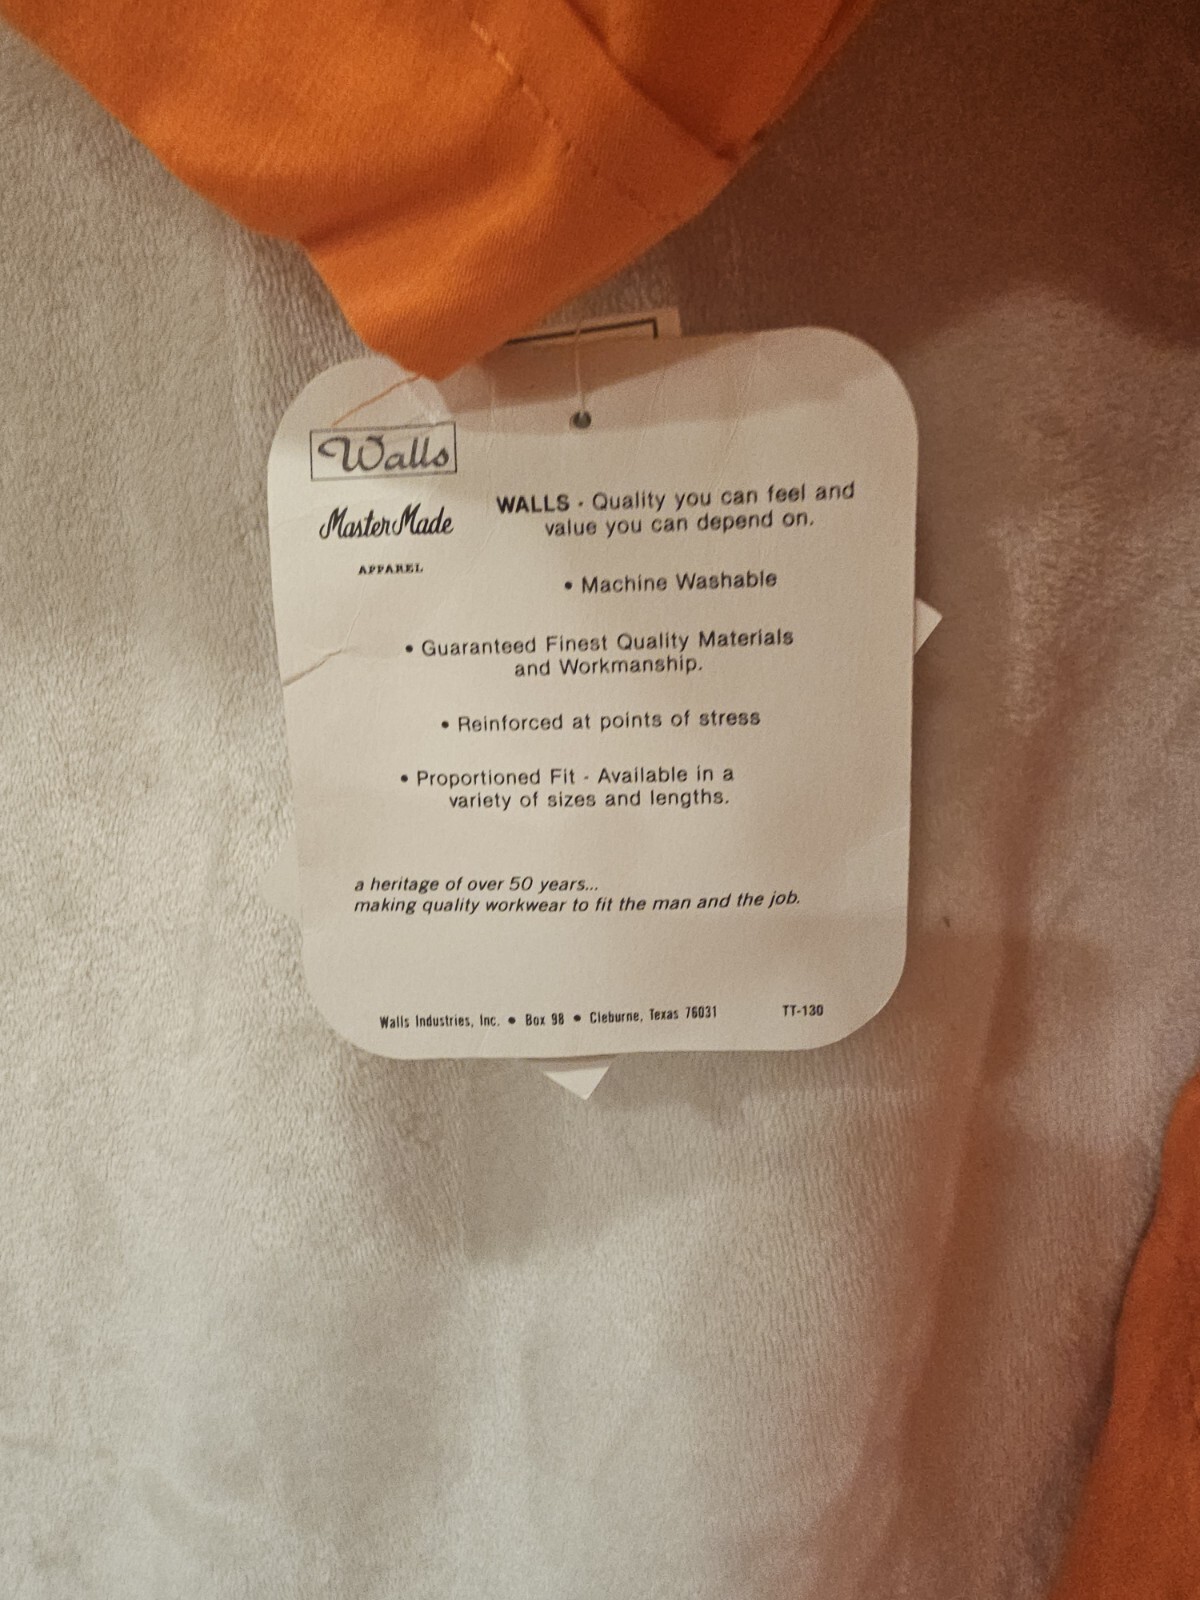 Walls
Master Made
APPAREL
WALLS - Quality you can feel and
value you can depend on.
• Machine Washable
• Guaranteed Finest Quality Materials
and Workmanship.
• Reinforced at points of stress
• Proportioned Fit - Available in a
variety of sizes and lengths.
a heritage of over 50 years...
making quality workwear to fit the man and the job.
Walls Industries, Inc. • Box 98 • Cleburne, Texas 76031 TT-130